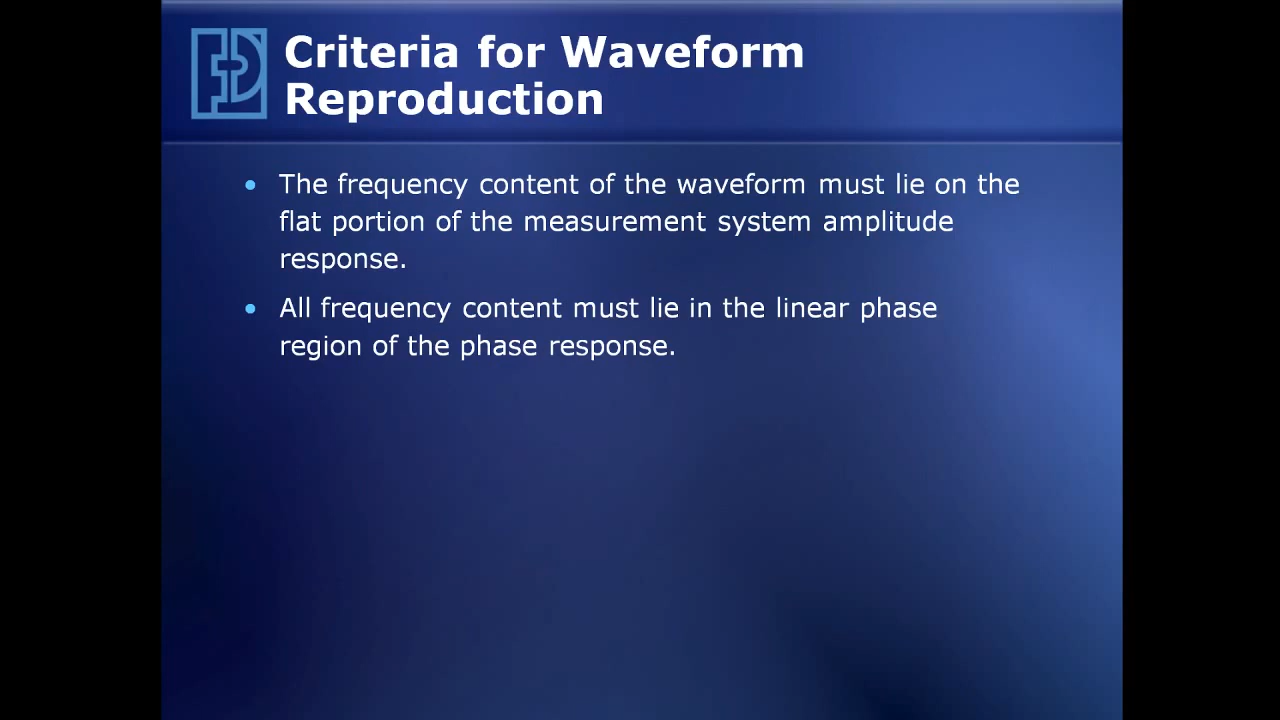 Criteria for Waveform
Reproduction
• The frequency content of the waveform must lie on the
flat portion of the measurement system amplitude
response.
• All frequency content must lie in the linear phase
region of the phase response.